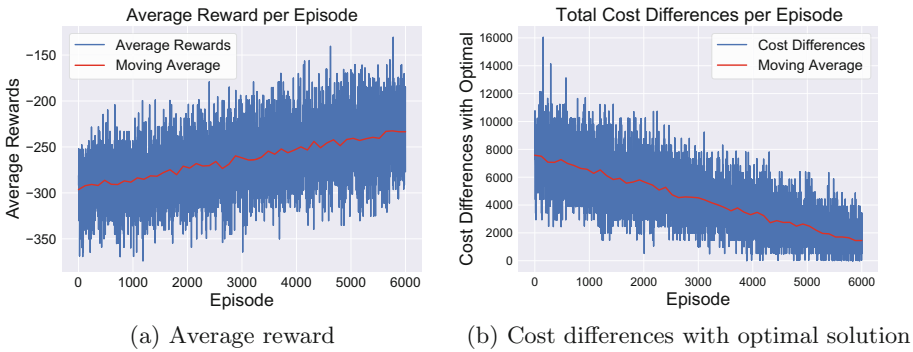 Average Reward per Episode
Average Rewards
Moving Average
−150
−200
−250
−300
−350
Average Rewards
0 1000 2000 3000 4000 5000 6000
Episode
(a) Average reward
Total Cost Differences per Episode
Cost Differences
Moving Average
16000
14000
12000
10000
8000
6000
4000
2000
0
Cost Differences with Optimal
0 1000 2000 3000 4000 5000 6000
Episode
(b) Cost differences with optimal solution